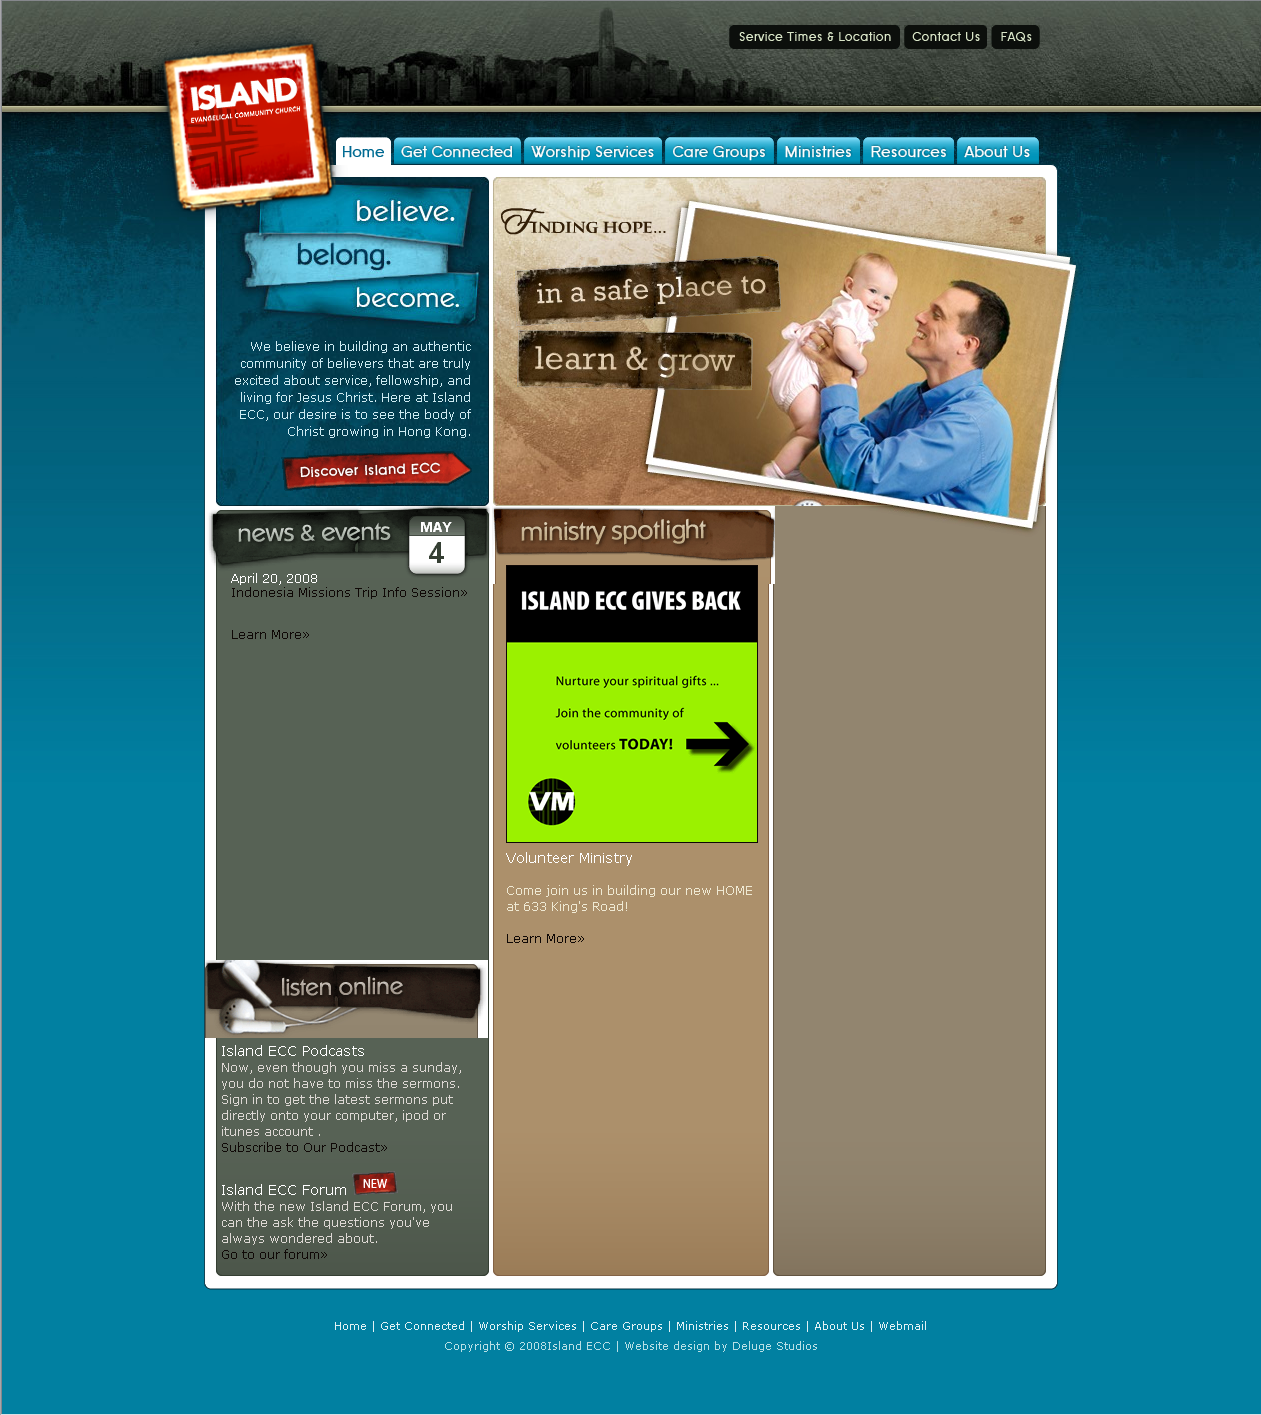 Service Times & Location
Contact Us
FAQs
ISLAND
EVANGELICAL COMMUNITY CHURCH
Home
Get Connected
Worship Services
Care Groups
Ministries
Resources
About Us
believe.
belong.
become.
We believe in building an authentic
community of believers that are truly
excited about service, fellowship, and
living for Jesus Christ. Here at Island
ECC, our desire is to see the body of
Christ growing in Hong Kong.
Discover Island ECC
FINDING HOPE...
in a safe place to
learn & grow
news & events
MAY
4
April 20, 2008
Indonesia Missions Trip Info Session»
Learn More»
ministry spotlight
ISLAND ECC GIVES BACK
Nurture your spiritual gifts ...
Join the community of
volunteers TODAY!
VM
Volunteer Ministry
Come join us in building our new HOME
at 633 King's Road!
Learn More»
listen online
Island ECC Podcasts
Now, even though you miss a sunday,
you do not have to miss the sermons.
Sign in to get the latest sermons put
directly onto your computer, ipod or
itunes account .
Subscribe to Our Podcast»
Island ECC Forum NEW
With the new Island ECC Forum, you
can the ask the questions you've
always wondered about.
Go to our forum»
Home | Get Connected | Worship Services | Care Groups | Ministries | Resources | About Us | Webmail
Copyright © 2008Island ECC | Website design by Deluge Studios